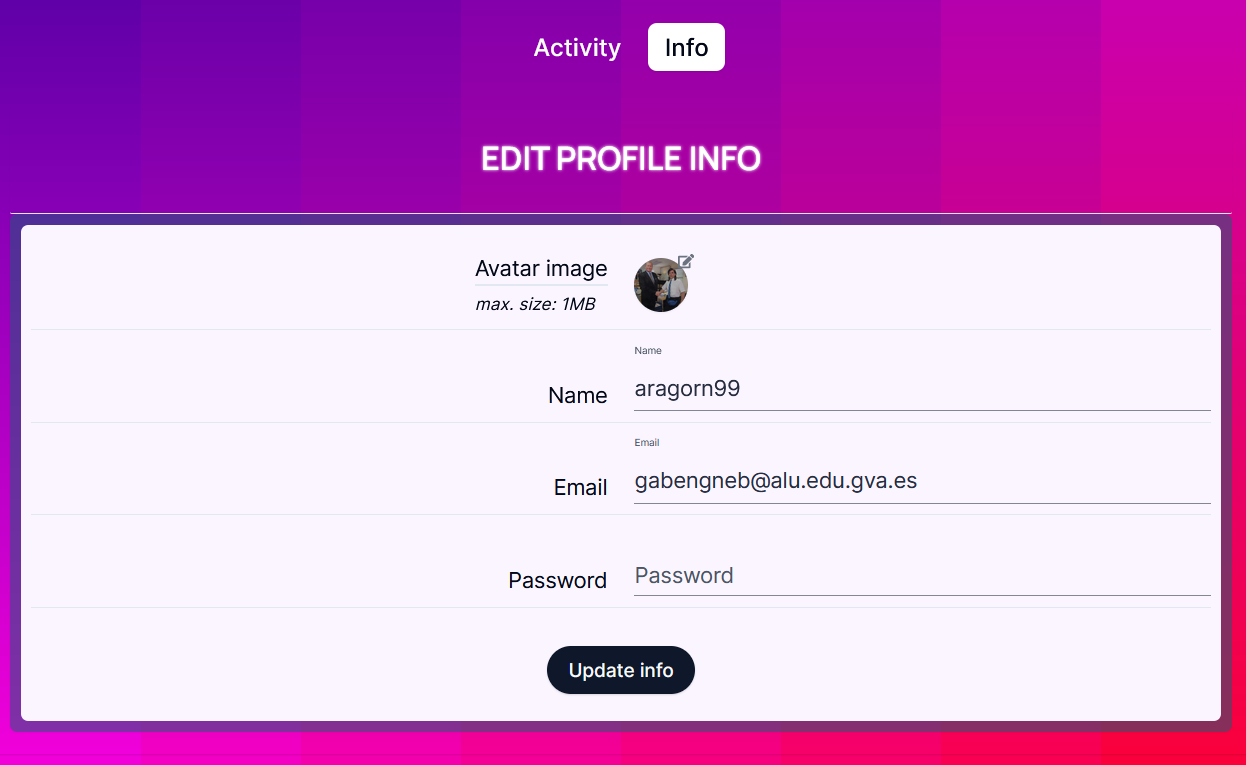 Activity
Info
EDIT PROFILE INFO
Avatar image
max. size: 1MB
Name
Name
aragorn99
Email
Email
gabengneb@alu.edu.gva.es
Password
Password
Update info